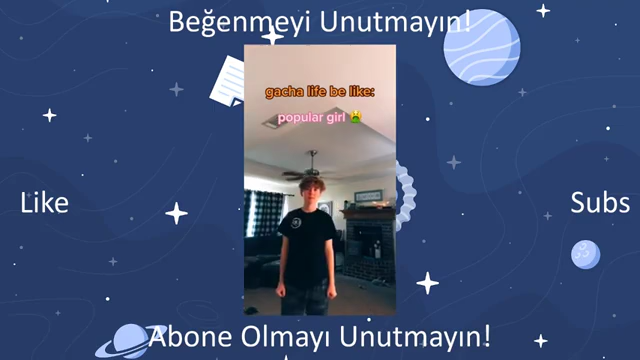 Beğenmeyi Unutmayın!
gacha life be like:
popular girl 🤮
Like
Subs
Abone Olmayı Unutmayın!